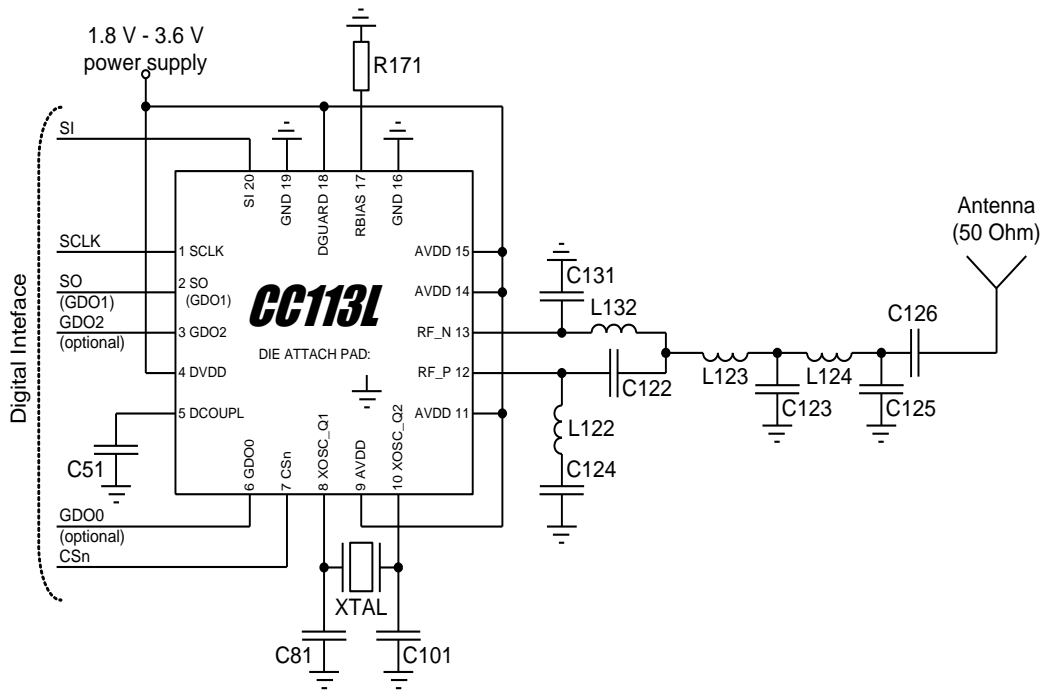 1.8 V - 3.6 V
power supply
R171
SI
SI 20
GND 19
DGUARD 18
RBIAS 17
GND 16
Antenna
(50 Ohm)
SCLK
1 SCLK
AVDD 15
SO
(GDO1)
2 SO
(GDO1)
CC113L
AVDD 14
C131
L132
GDO2
(optional)
3 GDO2
DIE ATTACH PAD:
RF_N 13
C126
4 DVDD
RF_P 12
C122
L123
L124
C123
C125
5 DCOUPL
AVDD 11
L122
C124
C51
6 GDO0
7 CSn
8 XOSC_Q1
9 AVDD
10 XOSC_Q2
Digital Inteface
GDO0
(optional)
CSn
XTAL
C81
C101